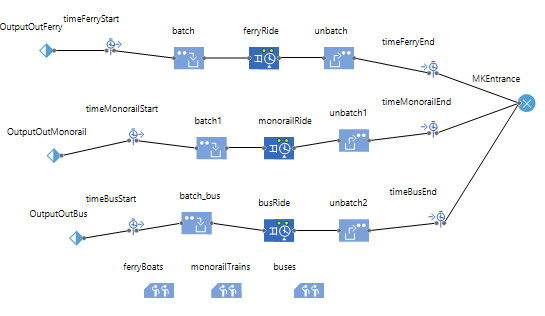 OutputOutFerry
timeFerryStart
batch
ferryRide
unbatch
timeFerryEnd
MKEntrance
OutputOutMonorail
timeMonorailStart
batch1
monorailRide
unbatch1
timeMonorailEnd
OutputOutBus
timeBusStart
batch_bus
busRide
unbatch2
timeBusEnd
ferryBoats
monorailTrains
buses